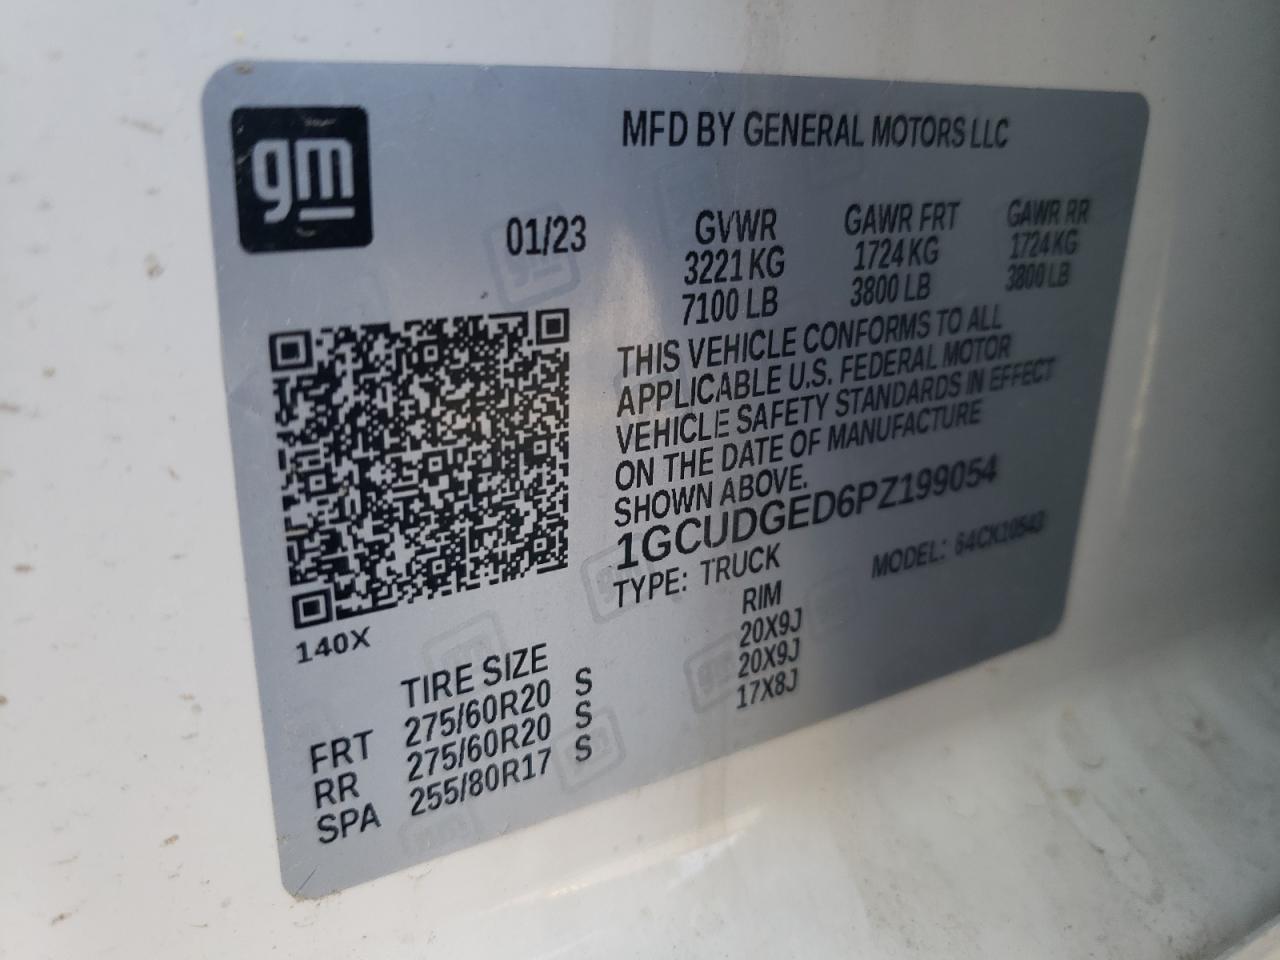 gm
MFD BY GENERAL MOTORS LLC
01/23 GVWR GAWR FRT GAWR RR
3221 KG 1724 KG 1724 KG
7100 LB 3800 LB 3800 LB
THIS VEHICLE CONFORMS TO ALL
APPLICABLE U.S. FEDERAL MOTOR
VEHICLE SAFETY STANDARDS IN EFFECT
ON THE DATE OF MANUFACTURE
SHOWN ABOVE.
1GCUDGED6PZ199054
TYPE: TRUCK MODEL: 64CK10543
140X
TIRE SIZE RIM
FRT 275/60R20 S 20X9J
RR 275/60R20 S 20X9J
SPA 255/80R17 S 17X8J